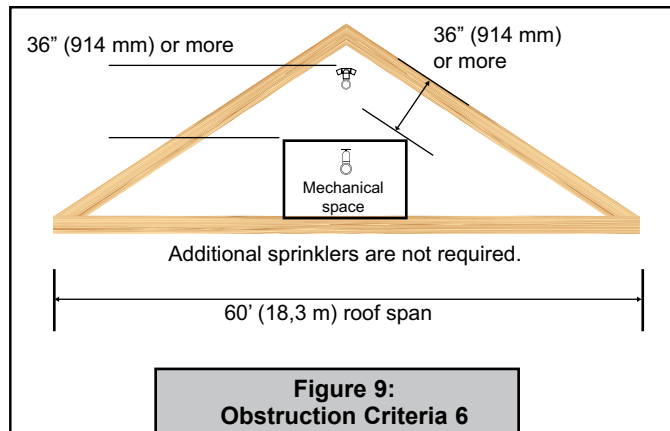 36” (914 mm) or more
36” (914 mm)
or more
Mechanical
space
Additional sprinklers are not required.
60’ (18,3 m) roof span
Figure 9:
Obstruction Criteria 6